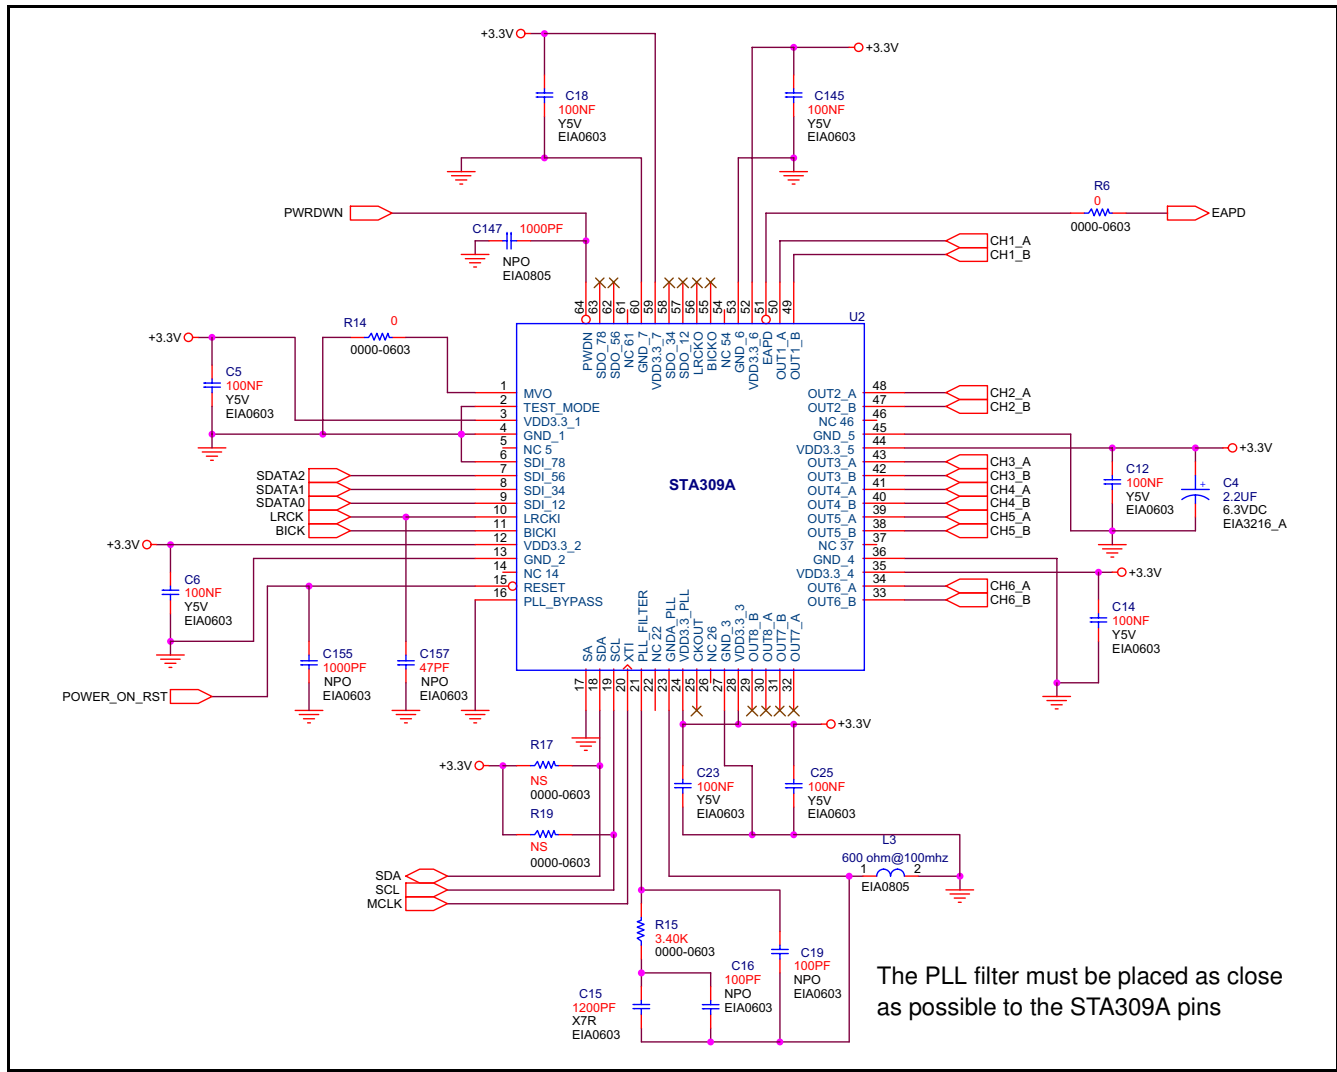 +3.3V
C18
100NF
Y5V
EIA0603
+3.3V
C145
100NF
Y5V
EIA0603
PWRDWN
C147
1000PF
NPO
EIA0805
R6
0
0000-0603
EAPD
CH1_A
CH1_B
64
63
62
61
60
59
58
57
56
55
54
53
52
51
50
49
PWDN
SDO_78
SDO_56
NC 61
GND_7
VDD3.3_7
SDO_34
SDO_12
LRCKO
BICKO
NC 54
GND_6
VDD3.3_6
EAPD
OUT1_A
OUT1_B
U2
+3.3V
R14
0
0000-0603
C5
100NF
Y5V
EIA0603
1 MVO
2 TEST_MODE
3 VDD3.3_1
4 GND_1
5 NC 5
6 SDI_78
SDATA2 7 SDI_56
SDATA1 8 SDI_34
SDATA0 9 SDI_12
LRCK 10 LRCKI
BICK 11 BICKI
+3.3V 12 VDD3.3_2
13 GND_2
14 NC 14
15 RESET
16 PLL_BYPASS
STA309A
OUT2_A 48 CH2_A
OUT2_B 47 CH2_B
NC 46 46
GND_5 45
VDD3.3_5 44 +3.3V
OUT3_A 43 CH3_A
OUT3_B 42 CH3_B
OUT4_A 41 CH4_A
OUT4_B 40 CH4_B
OUT5_A 39 CH5_A
OUT5_B 38 CH5_B
NC 37 37
GND_4 36
VDD3.3_4 35 +3.3V
OUT6_A 34 CH6_A
OUT6_B 33 CH6_B
C12
100NF
Y5V
EIA0603
+
C4
2.2UF
6.3VDC
EIA3216_A
C14
100NF
Y5V
EIA0603
C6
100NF
Y5V
EIA0603
C155
1000PF
NPO
EIA0603
C157
47PF
NPO
EIA0603
POWER_ON_RST
SA
SDA
SCL
XTI
PLL_FILTER
NC 22
GNDA_PLL
VDD3.3_PLL
CKOUT
NC 26
GND_3
VDD3.3_3
OUT8_B
OUT8_A
OUT7_B
OUT7_A
17
18
19
20
21
22
23
24
25
26
27
28
29
30
31
32
+3.3V
+3.3V
R17
NS
0000-0603
R19
NS
0000-0603
C23
100NF
Y5V
EIA0603
C25
100NF
Y5V
EIA0603
L3
600 ohm@100mhz
1 2
EIA0805
SDA
SCL
MCLK
R15
3.40K
0000-0603
C15
1200PF
X7R
EIA0603
C16
100PF
NPO
EIA0603
C19
100PF
NPO
EIA0603
The PLL filter must be placed as close
as possible to the STA309A pins